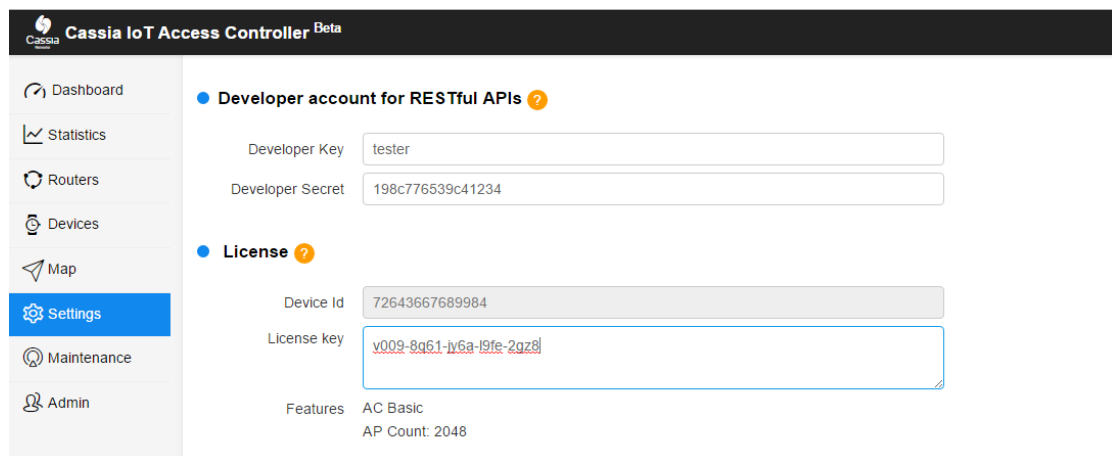 Cassia
Cassia IoT Access Controller Beta
Dashboard
Statistics
Routers
Devices
Map
Settings
Maintenance
Admin
Developer account for RESTful APIs ?
Developer Key tester
Developer Secret 198c776539c41234
License ?
Device Id 72643667689984
License key v009-8q61-jy6a-l9fe-2gz8
Features AC Basic
AP Count: 2048